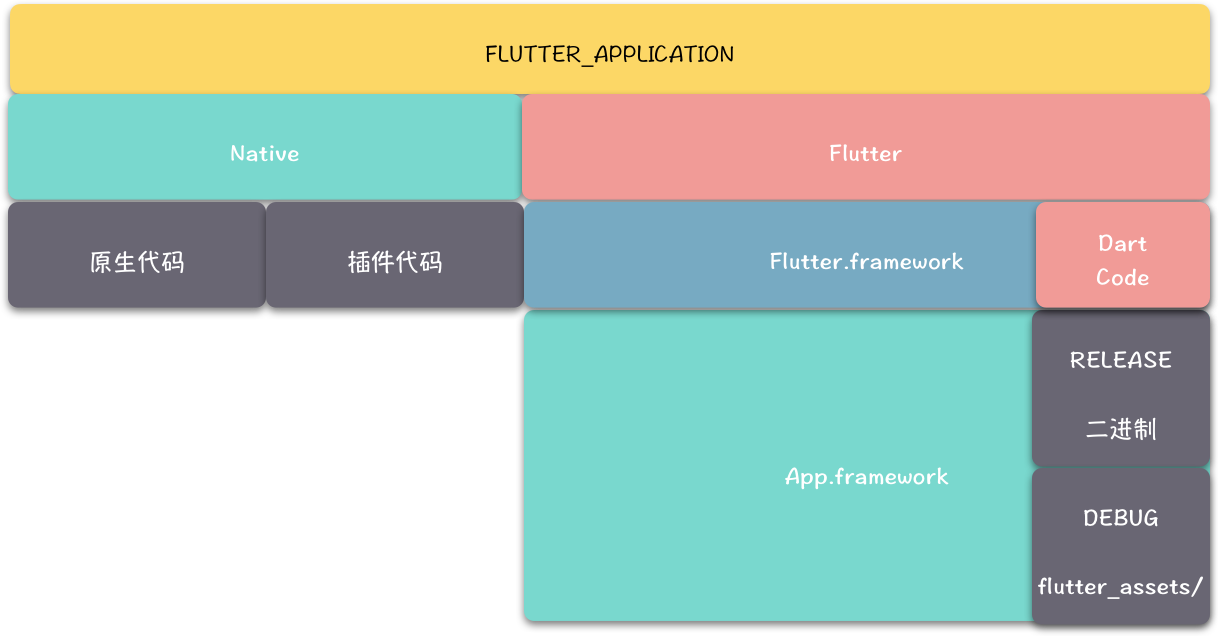 FLUTTER_APPLICATION
Native
Flutter
原生代码
插件代码
Flutter.framework
Dart
Code
App.framework
RELEASE
二进制
DEBUG
flutter_assets/